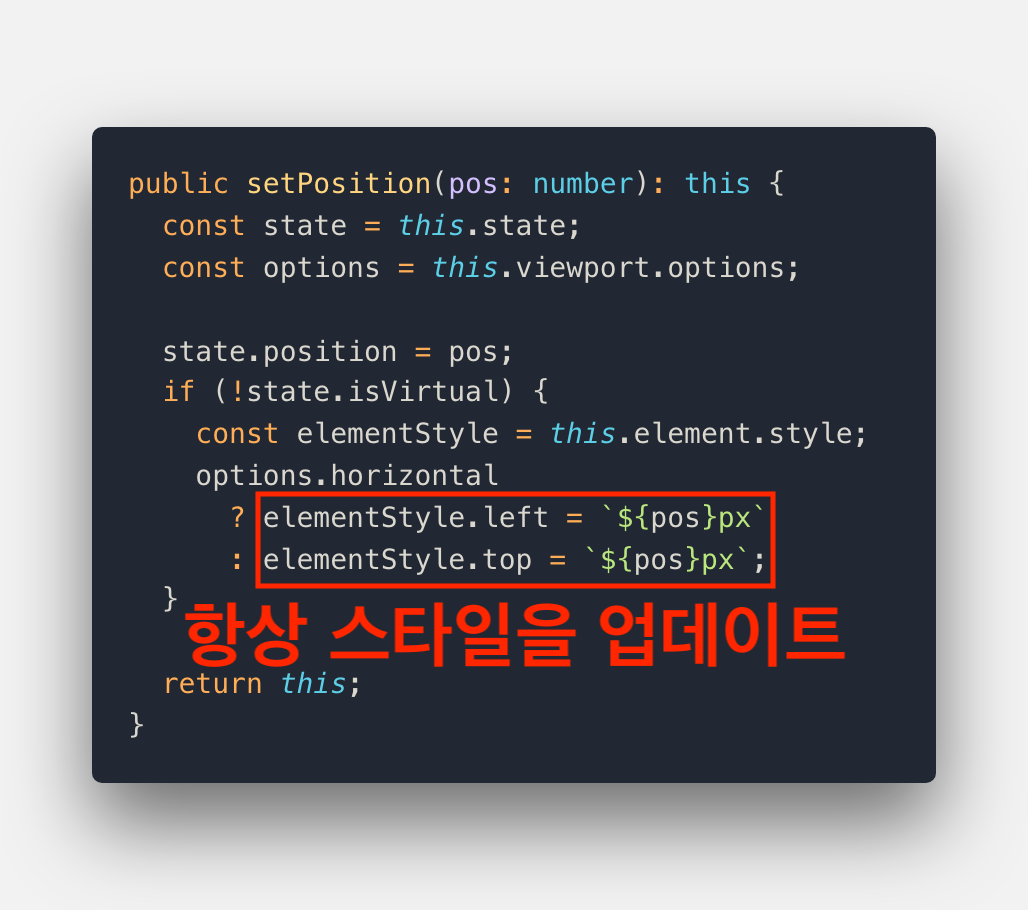 public setPosition(pos: number): this {
  const state = this.state;
  const options = this.viewport.options;
  state.position = pos;
  if (!state.isVirtual) {
    const elementStyle = this.element.style;
    options.horizontal
      ? elementStyle.left = `${pos}px`
      : elementStyle.top = `${pos}px`;
  }
항상 스타일을 업데이트
  return this;
}